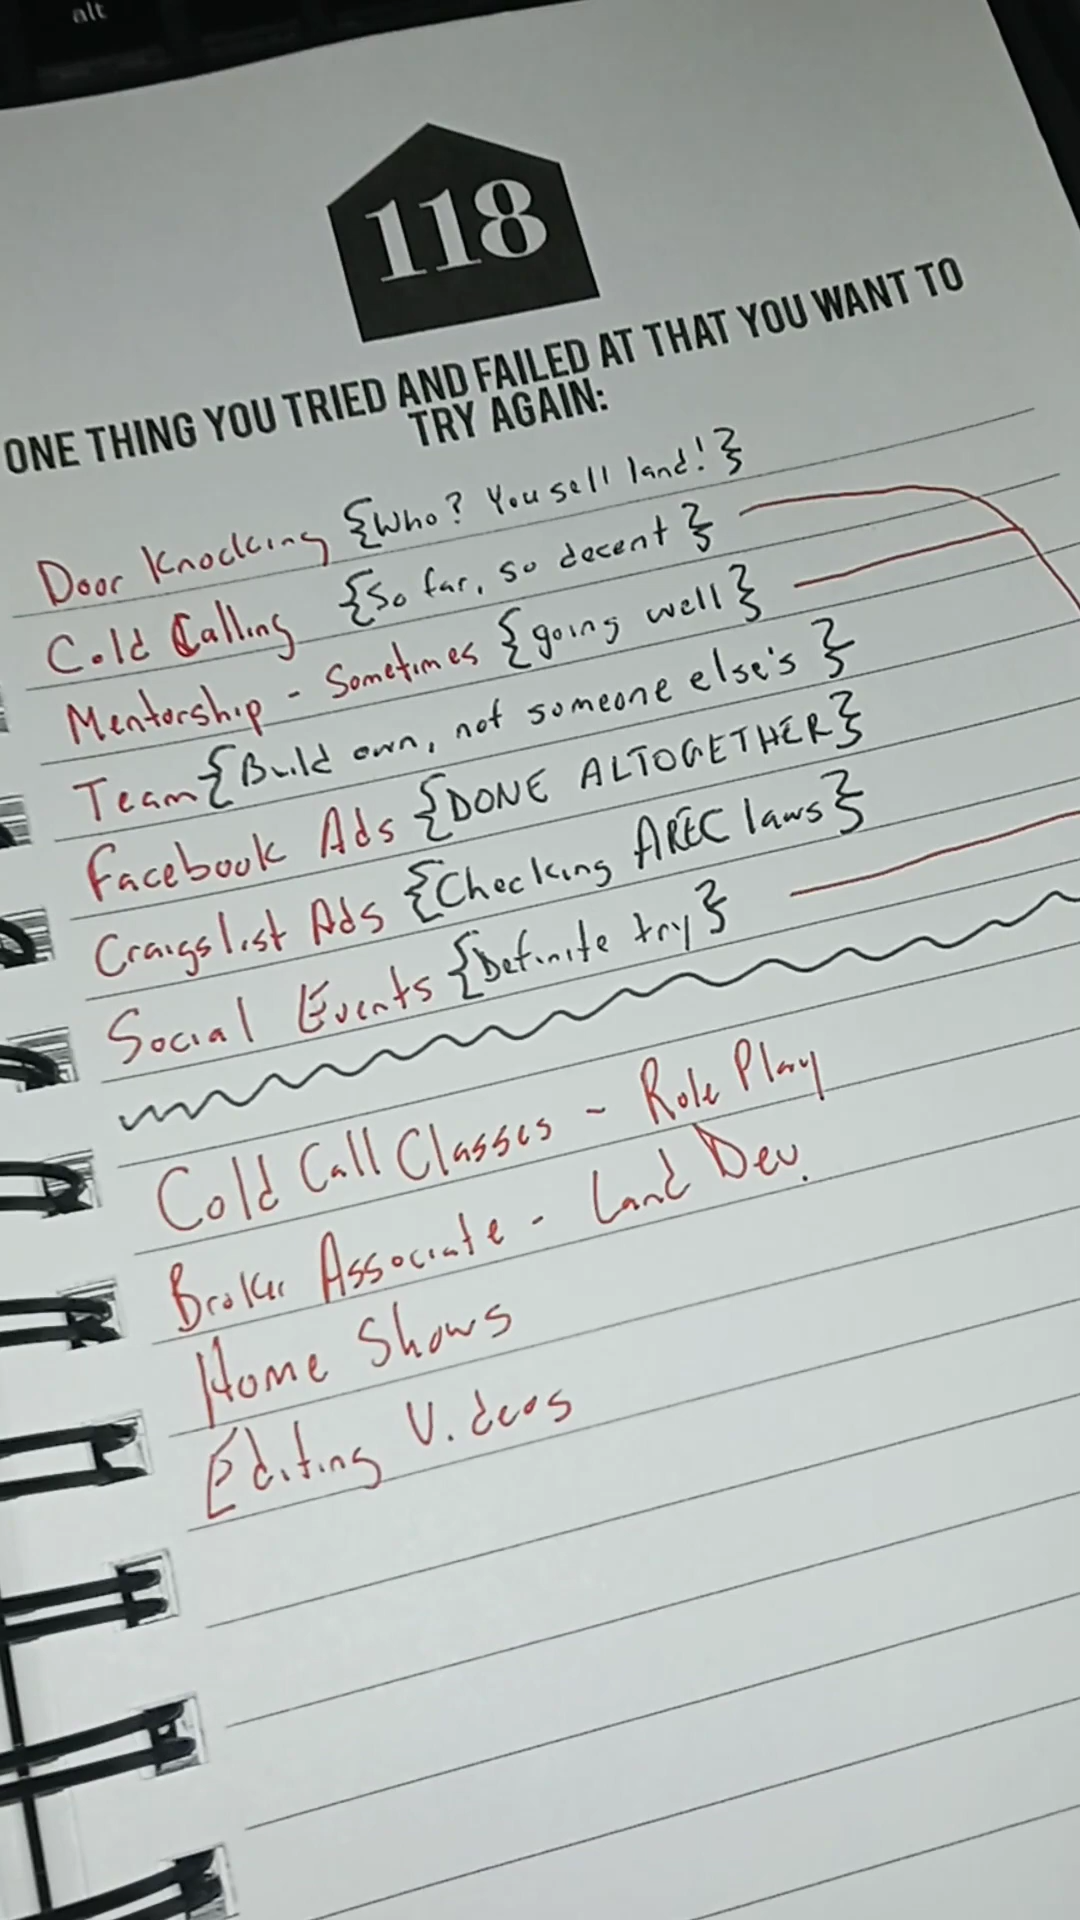 alt
118
ONE THING YOU TRIED AND FAILED AT THAT YOU WANT TO
TRY AGAIN:
Door Knocking {Who? You sell land!}
Cold Calling {So far, so decent}
Mentorship - Sometimes {going well}
Team {Build own, not someone else's}
Facebook Ads {DONE ALTOGETHER}
Craigslist Ads {Checking AREC laws}
Social Events {Definite try}
Cold Call Classes - Role Play
Broker Associate - Land Dev.
Home Shows
Editing Videos